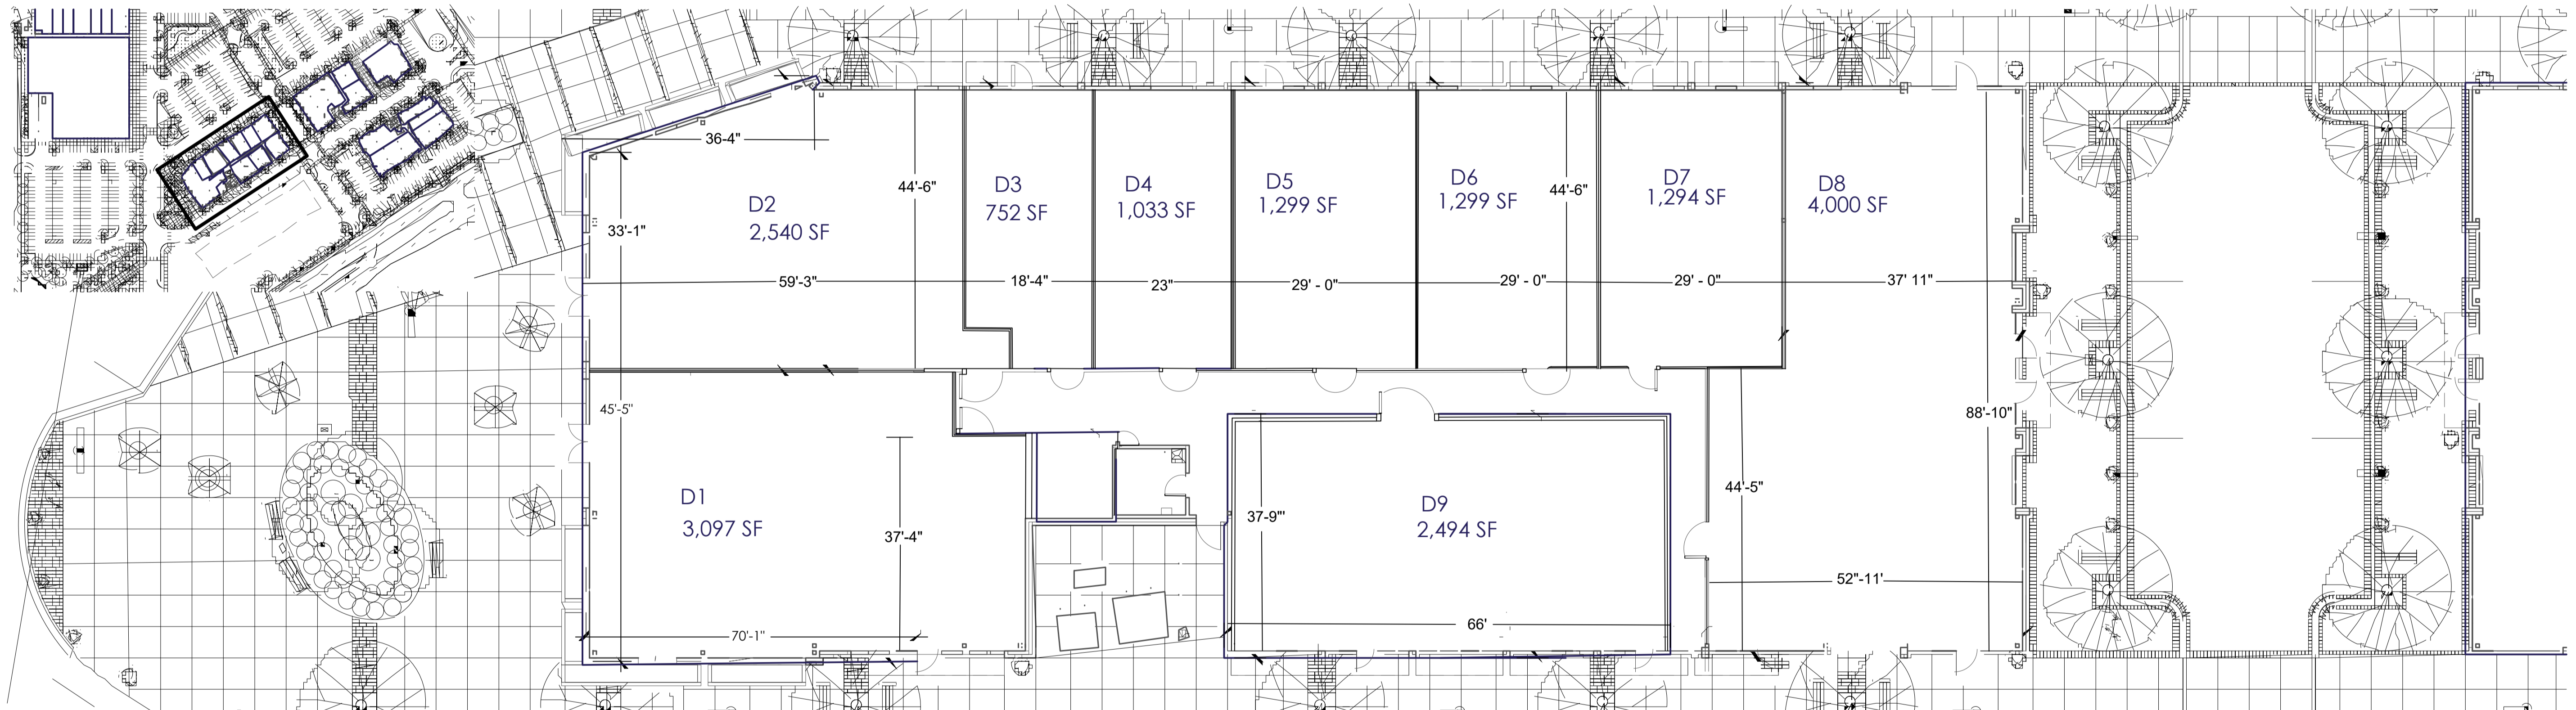 36-4"
D2
2,540 SF
44'-6"
33'-1"
59'-3"
D3
752 SF
18'-4"
D4
1,033 SF
23"
D5
1,299 SF
29' - 0"
D6
1,299 SF
44'-6"
29' - 0"
D7
1,294 SF
29' - 0"
D8
4,000 SF
37' 11"
88'-10"
45'-5"
D1
3,097 SF
37'-4"
70'-1"
37-9"'
D9
2,494 SF
66'
44'-5"
52"-11'